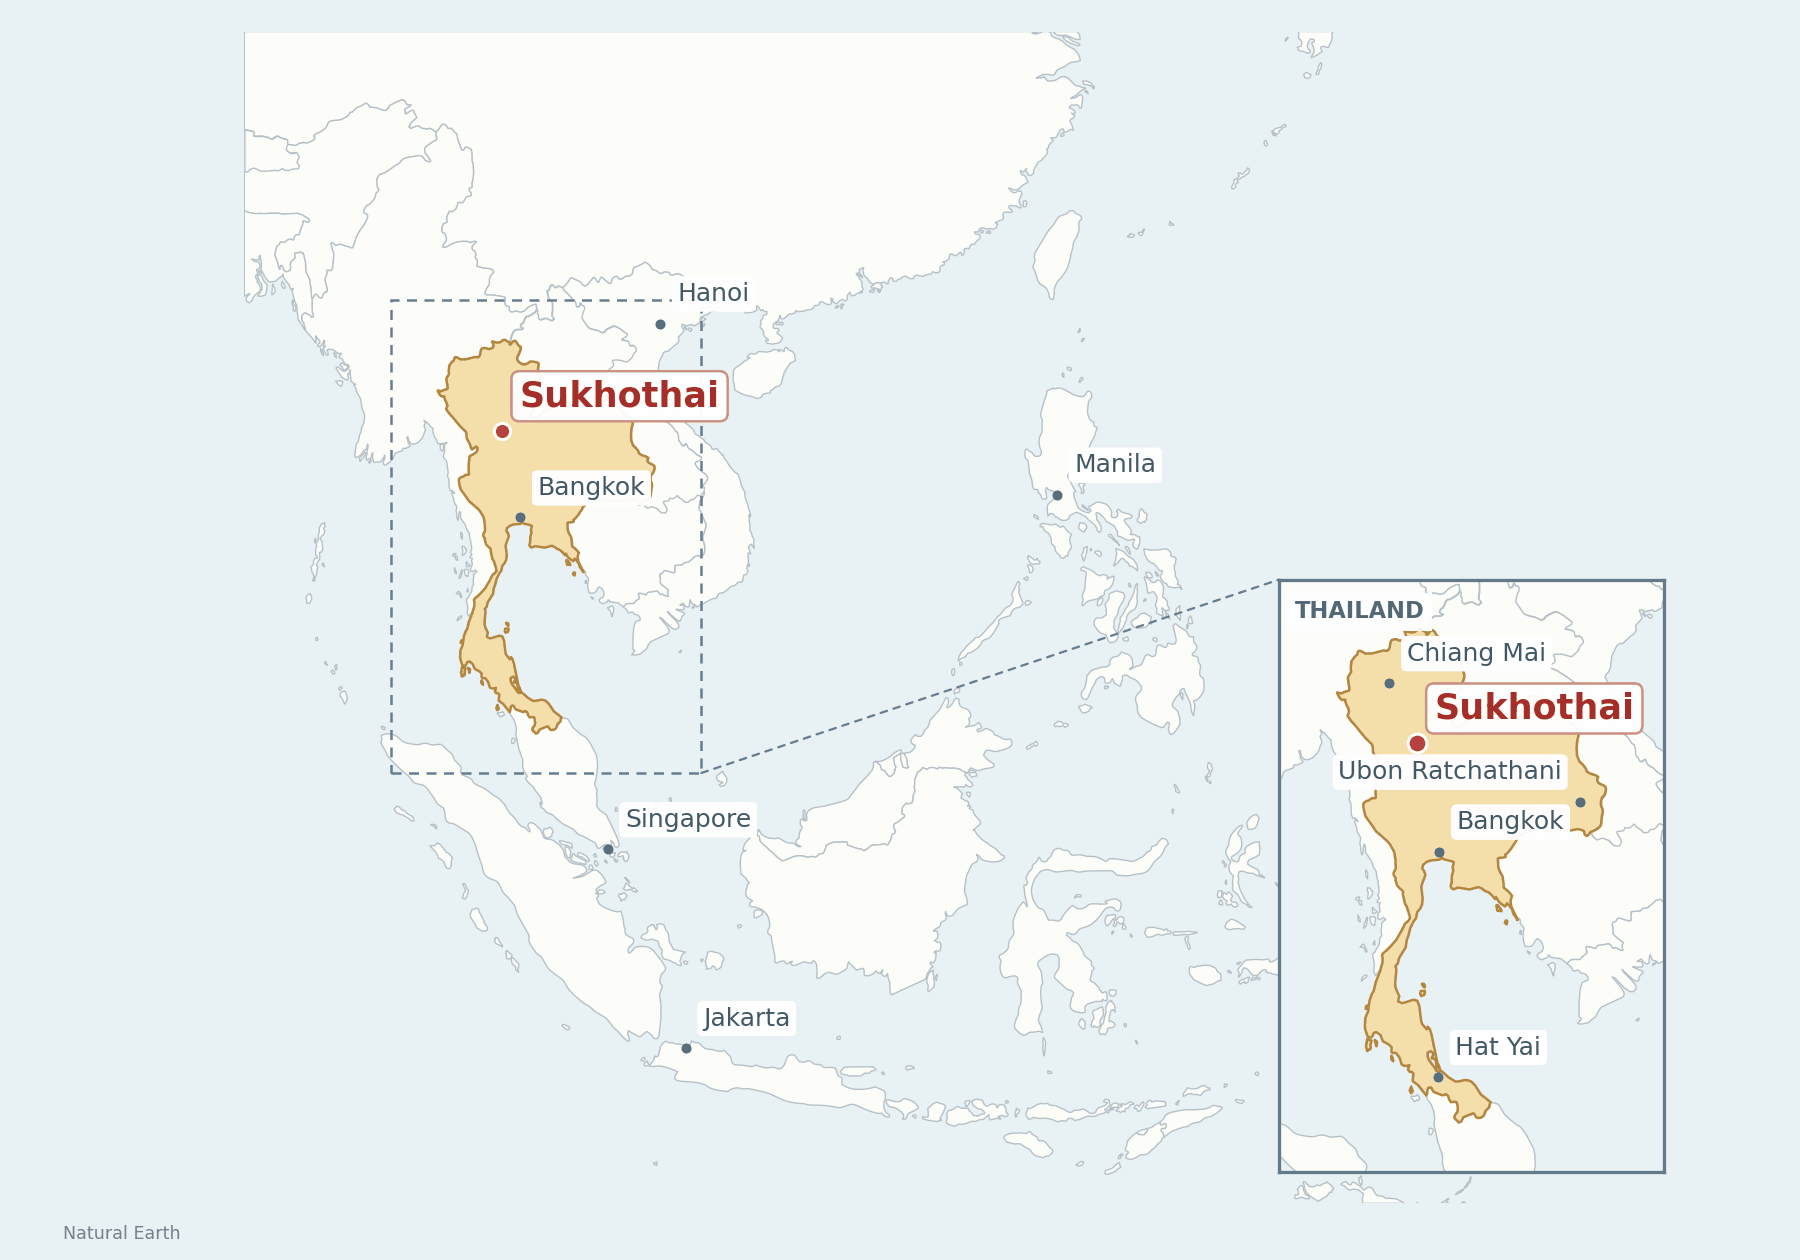 Hanoi
Sukhothai
Manila
Bangkok
THAILAND
Chiang Mai
Sukhothai
Ubon Ratchathani
Bangkok
Singapore
Jakarta
Hat Yai
Natural Earth